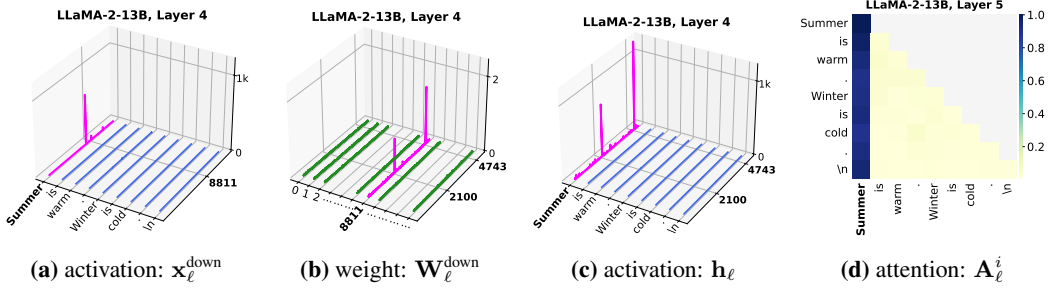 LLaMA-2-13B, Layer 4
1k
0
8811
Summer
is
warm
.
Winter
is
cold
.
\n
(a) activation: x_ℓ^down
LLaMA-2-13B, Layer 4
2
0
4743
2100
0 1 2 ............ 8811 ............
(b) weight: W_ℓ^down
LLaMA-2-13B, Layer 4
1k
0
4743
2100
Summer
is
warm
.
Winter
is
cold
.
\n
(c) activation: h_ℓ
LLaMA-2-13B, Layer 5
Summer
is
warm
.
Winter
is
cold
.
\n
1.0
0.8
0.6
0.4
0.2
Summer
is
warm
.
Winter
is
cold
.
\n
(d) attention: A_ℓ^i